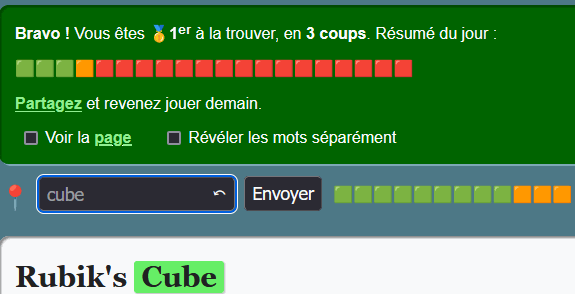 Bravo ! Vous êtes 🥇1er à la trouver, en 3 coups. Résumé du jour :
Partagez et revenez jouer demain.
Voir la page Révéler les mots séparément
cube Envoyer
Rubik's Cube